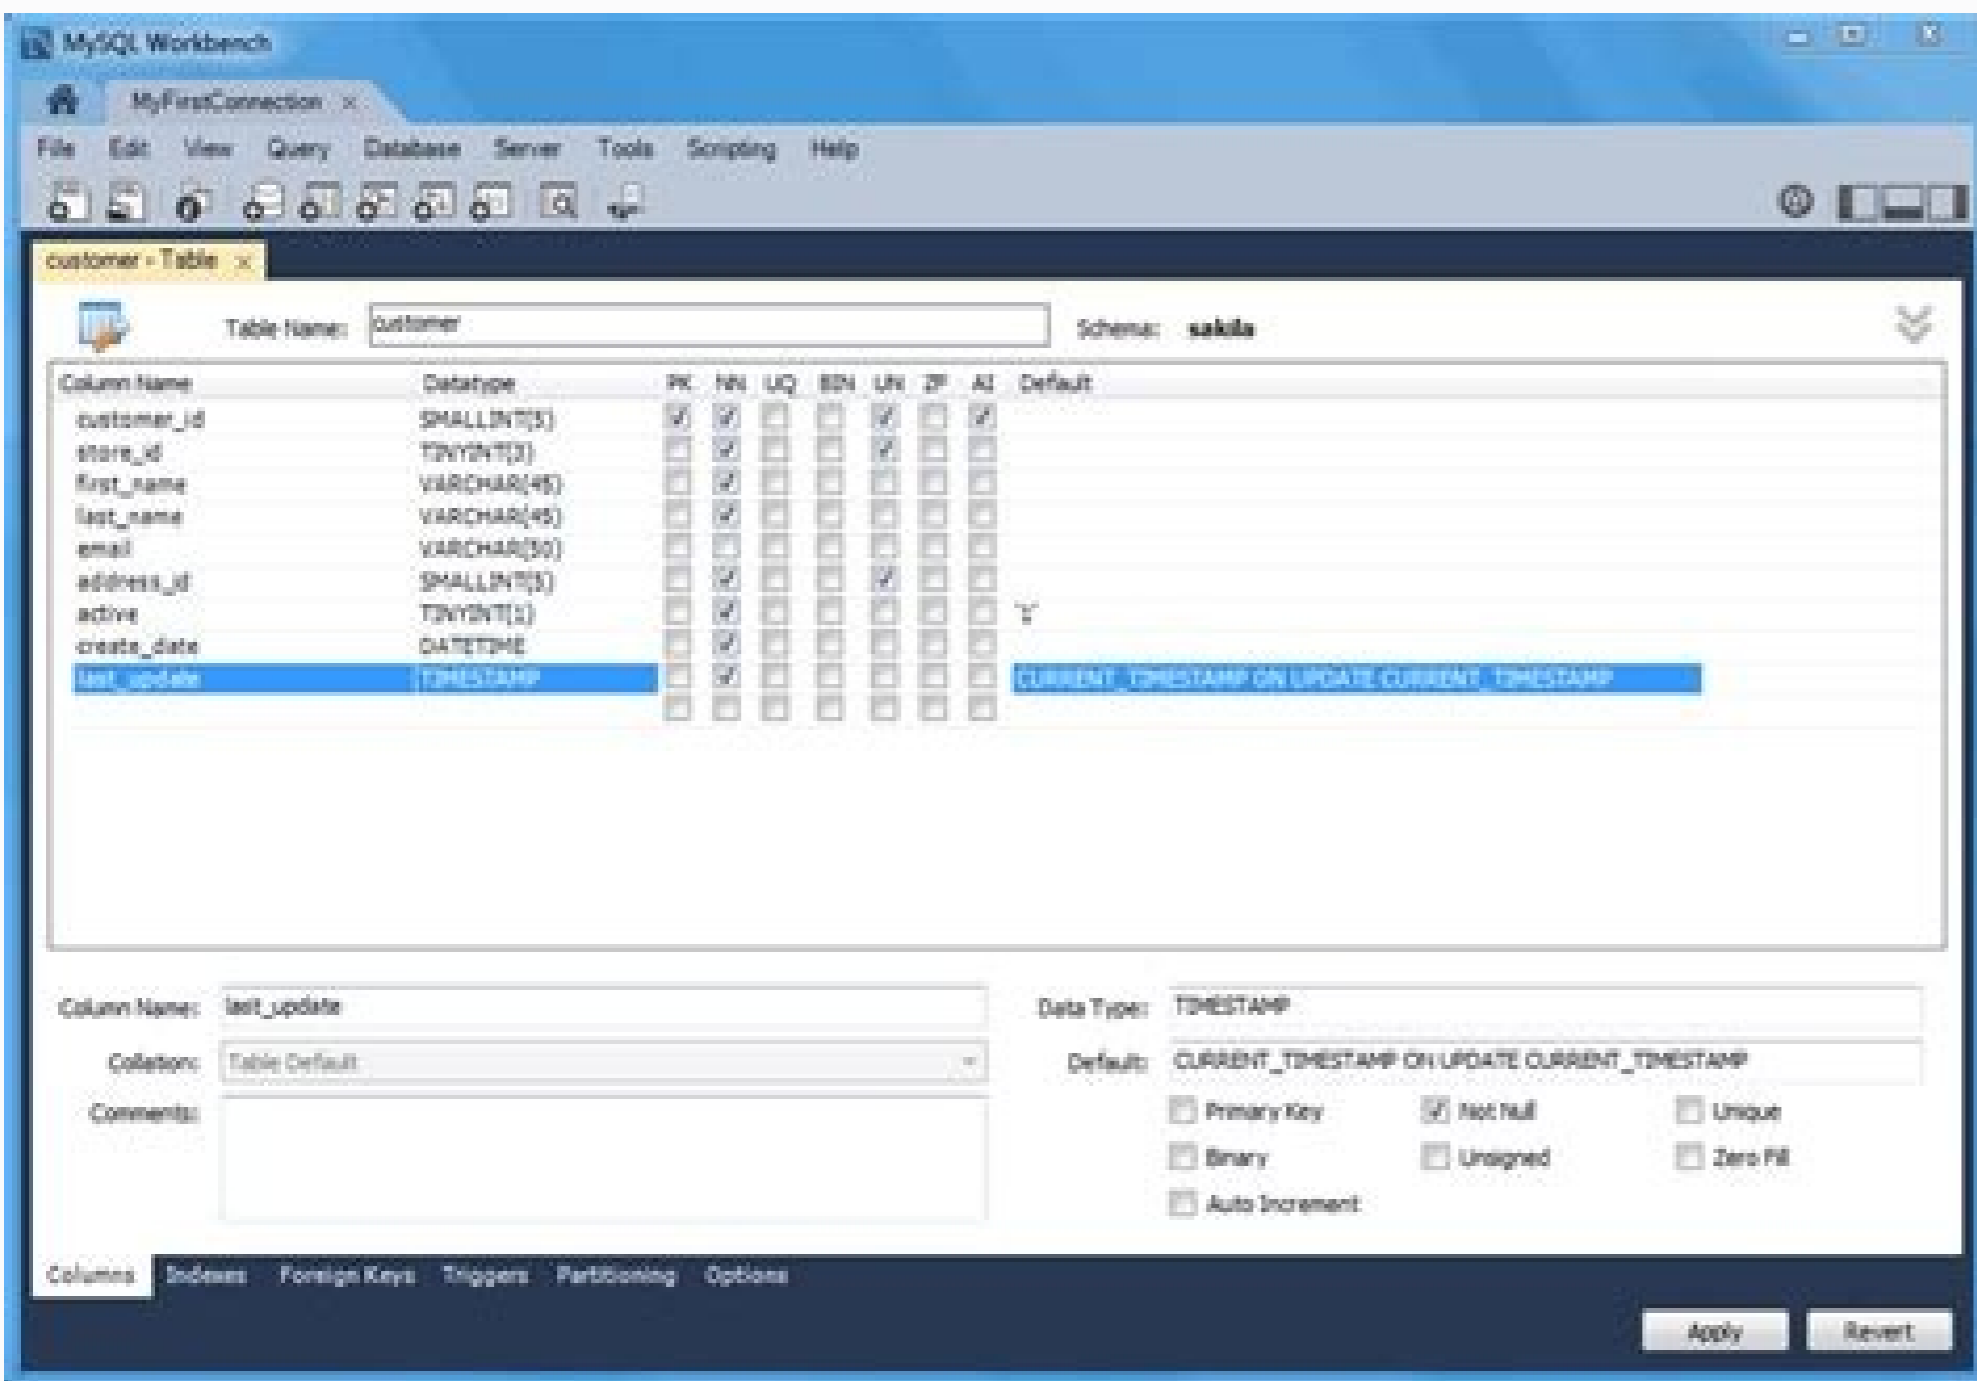 MySQL Workbench
MyFirstConnection ×
File Edit View Query Database Server Tools Scripting Help
customer - Table ×
Table Name: customer Schema: sakila
Column Name Datatype PK NN UQ BIN UN ZF AI Default
customer_id SMALLINT(5)
store_id TINYINT(3)
first_name VARCHAR(45)
last_name VARCHAR(45)
email VARCHAR(50)
address_id SMALLINT(5)
active TINYINT(1) '1'
create_date DATETIME
last_update TIMESTAMP CURRENT_TIMESTAMP ON UPDATE CURRENT_TIMESTAMP
Column Name: last_update Data Type: TIMESTAMP
Collation: Table Default Default: CURRENT_TIMESTAMP ON UPDATE CURRENT_TIMESTAMP
Comments: Primary Key Not Null Unique
Binary Unsigned Zero Fill
Auto Increment
Columns Indexes Foreign Keys Triggers Partitioning Options
Apply Revert